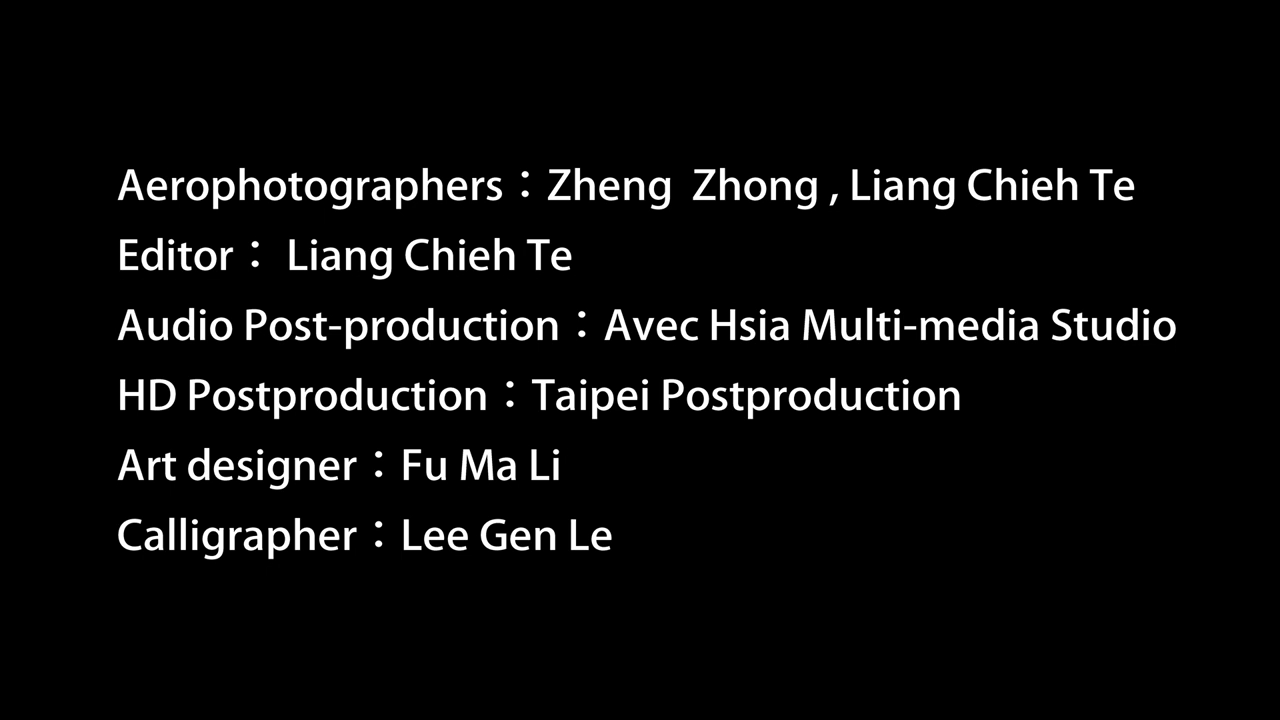 Aerophotographers：Zheng  Zhong , Liang Chieh Te
Editor： Liang Chieh Te
Audio Post-production：Avec Hsia Multi-media Studio
HD Postproduction：Taipei Postproduction
Art designer：Fu Ma Li
Calligrapher：Lee Gen Le